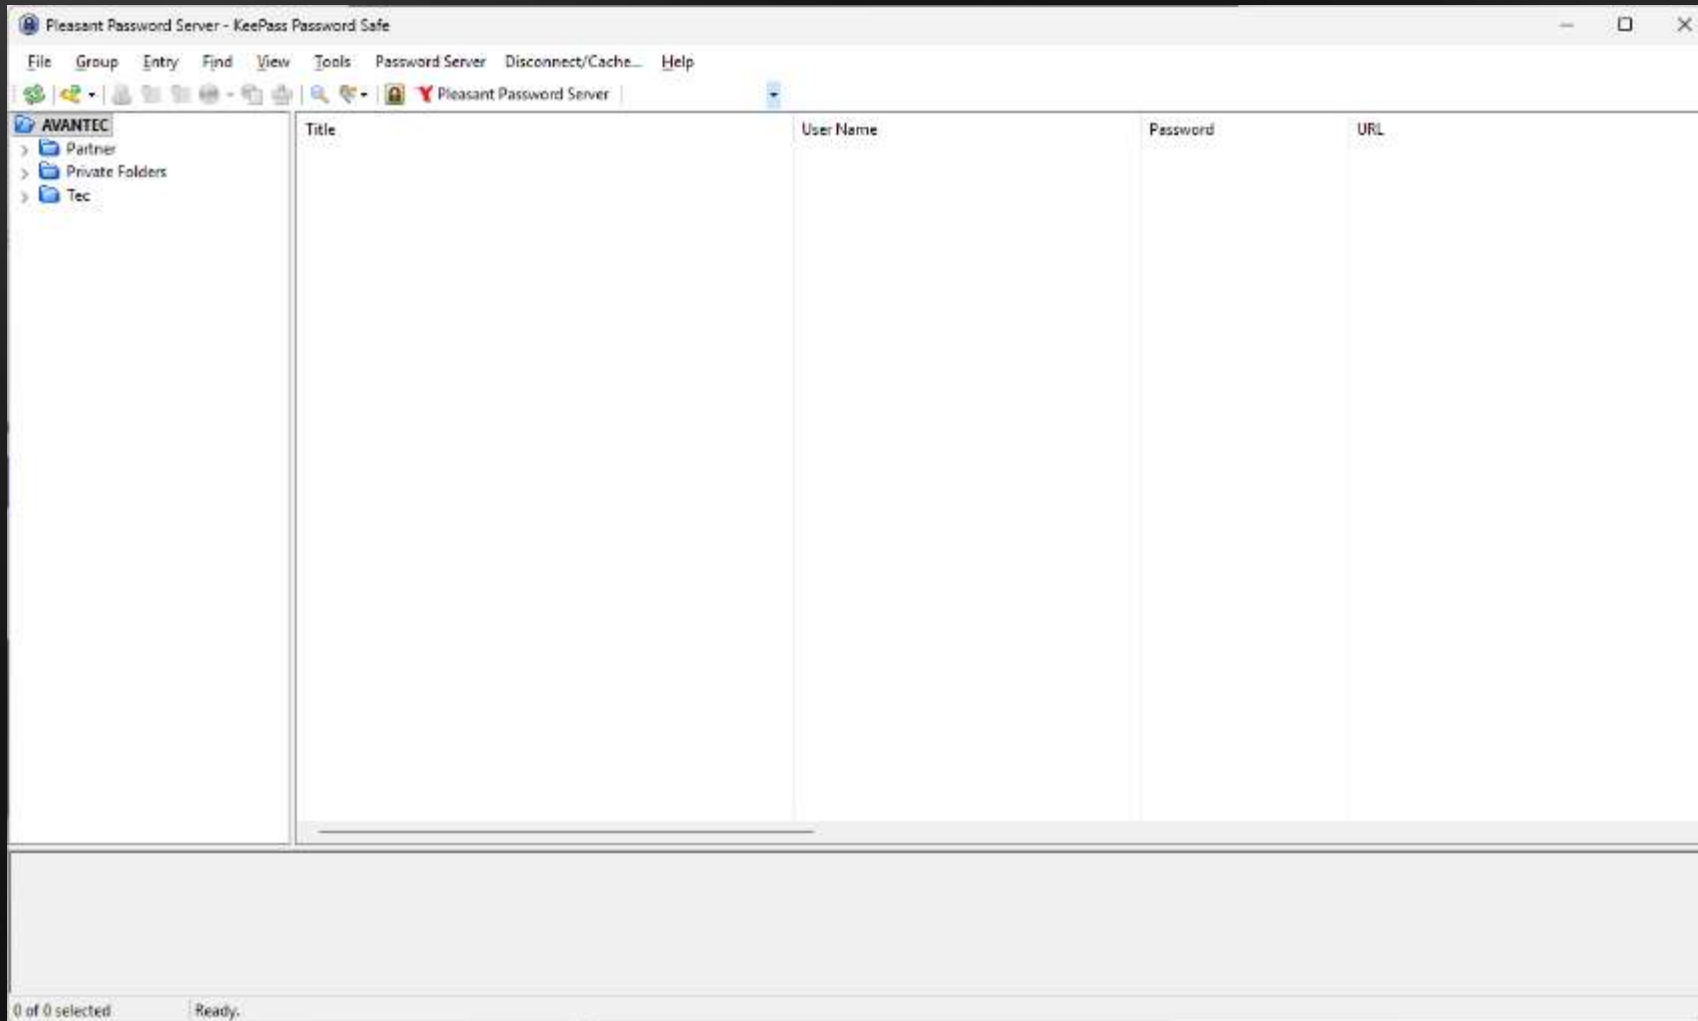 Pleasant Password Server - KeePass Password Safe
File Group Entry Find View Tools Password Server Disconnect/Cache... Help
Pleasant Password Server
AVANTEC
Partner
Private Folders
Tec
Title User Name Password URL
0 of 0 selected Ready.